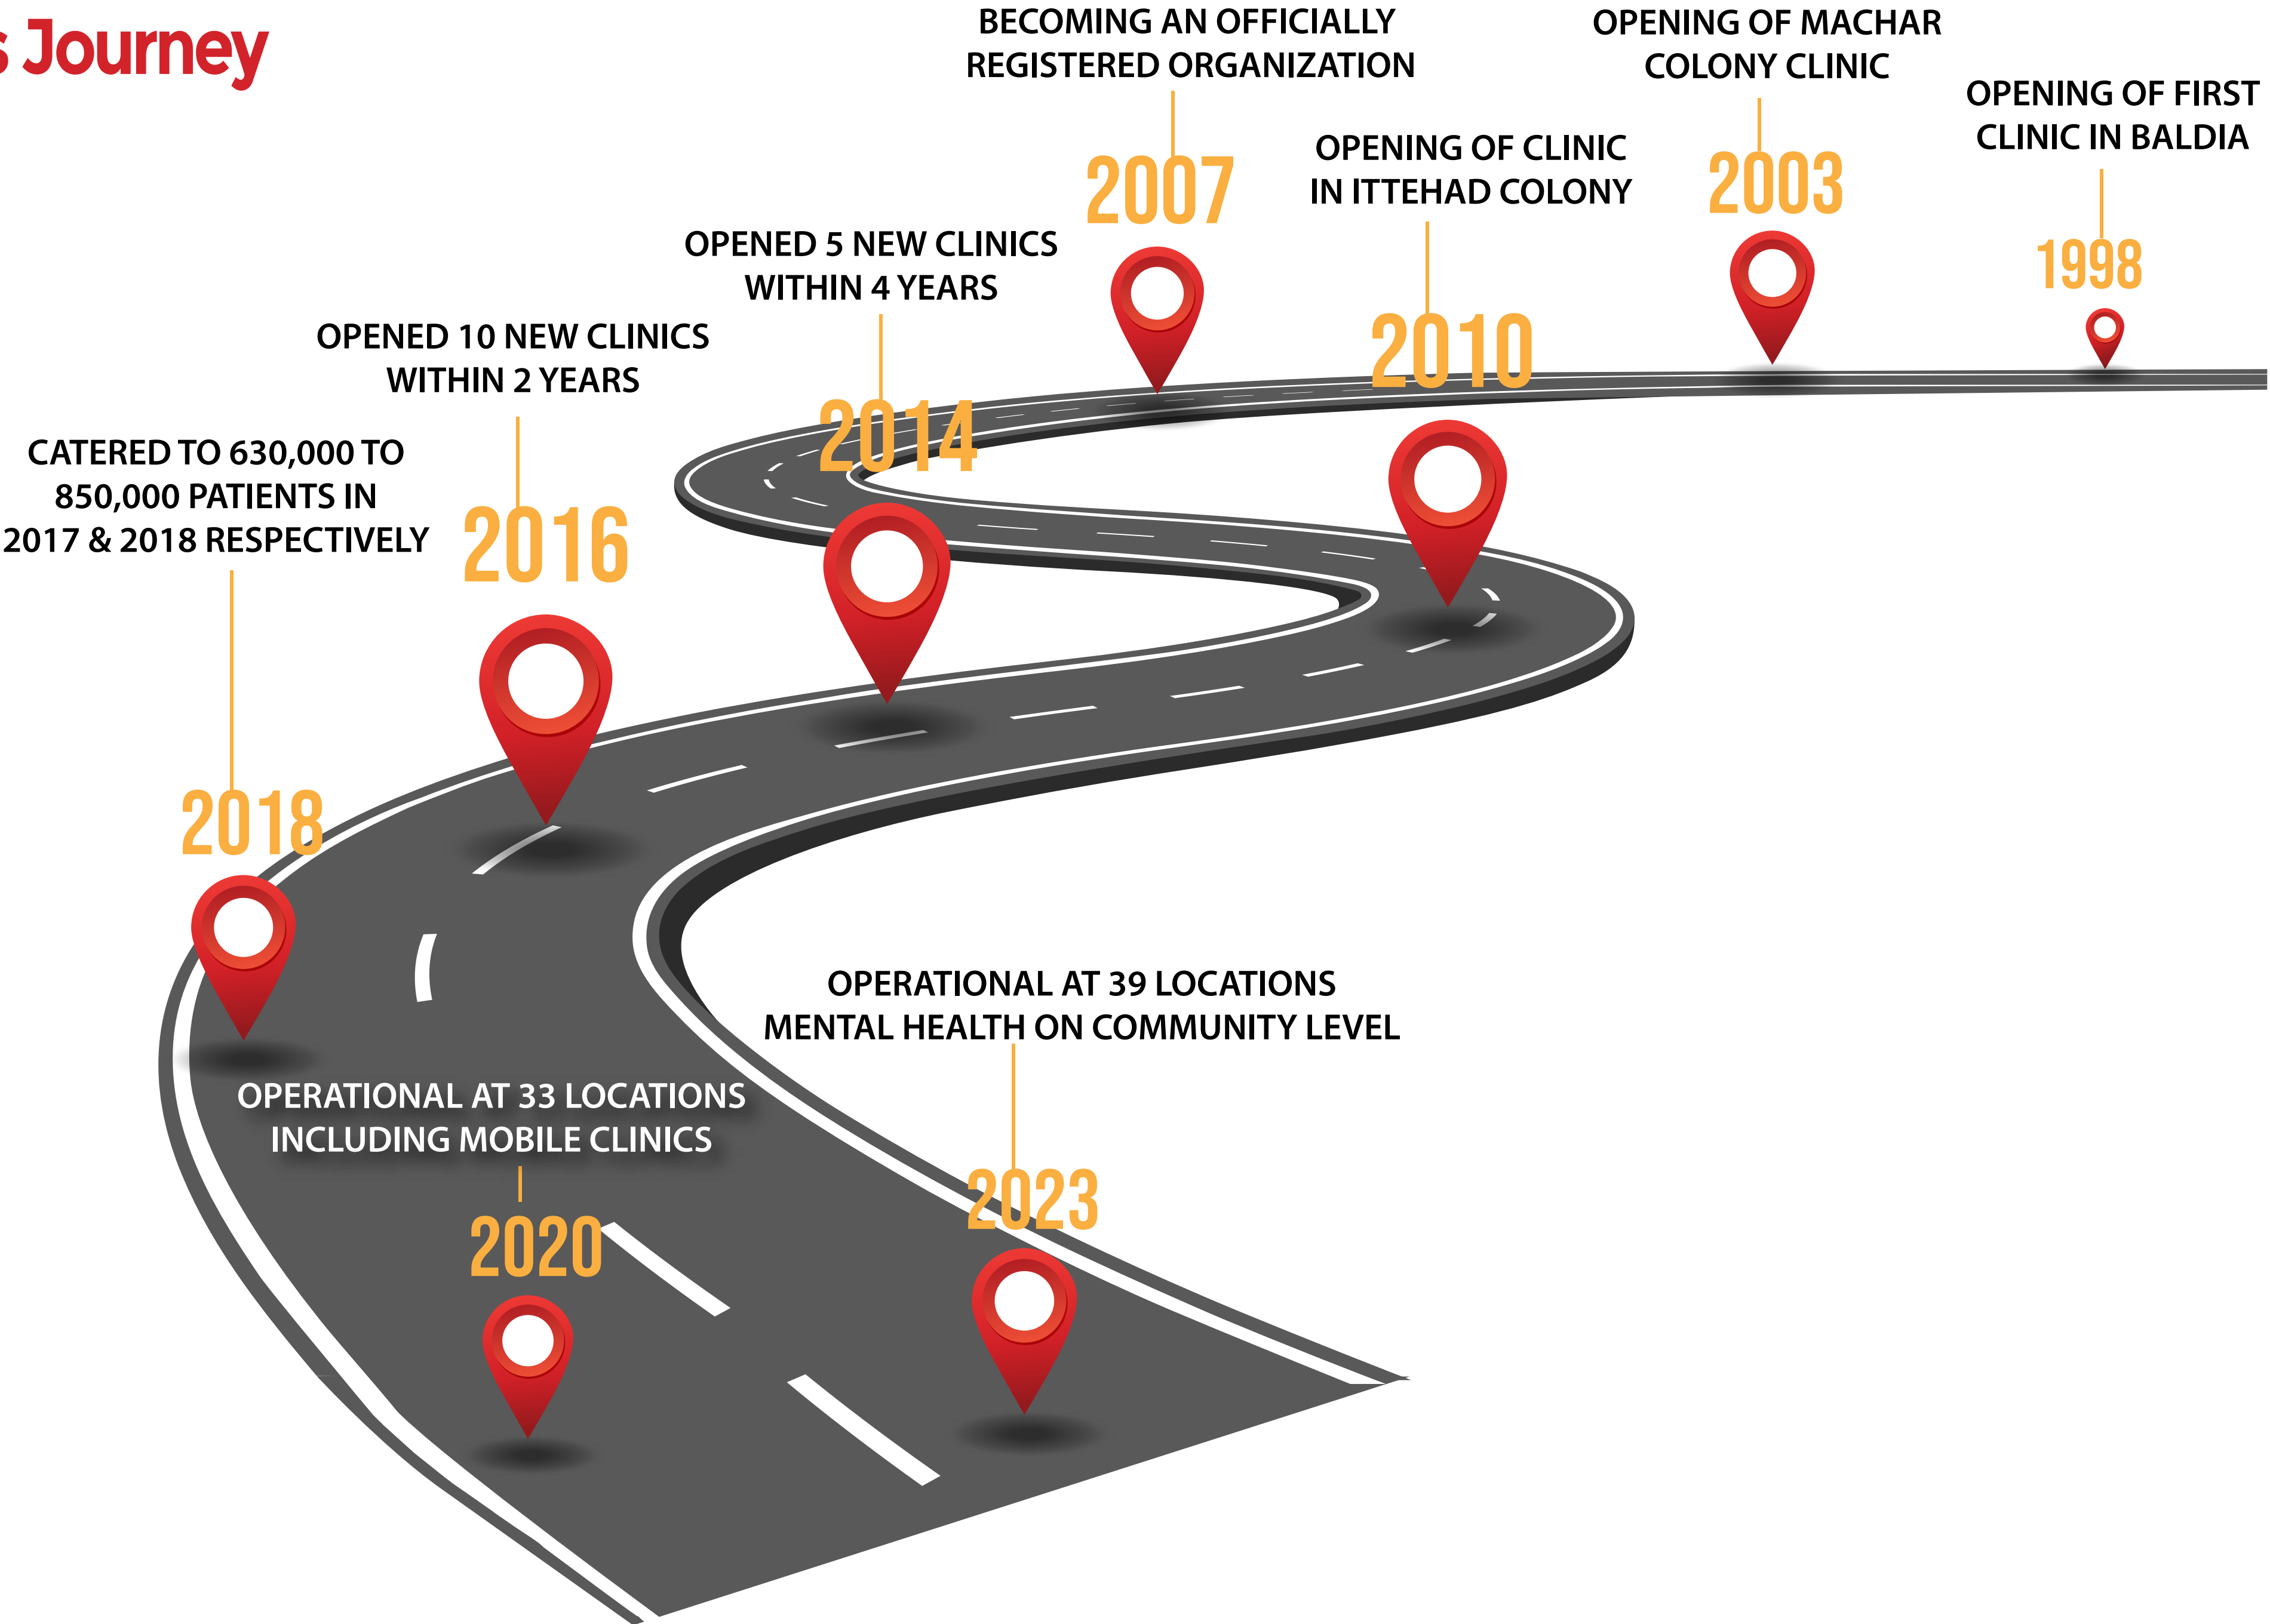 s Journey
BECOMING AN OFFICIALLY
REGISTERED ORGANIZATION
2007
OPENING OF MACHAR
COLONY CLINIC
2003
OPENING OF FIRST
CLINIC IN BALDIA
1998
OPENING OF CLINIC
IN ITTEHAD COLONY
2010
OPENED 5 NEW CLINICS
WITHIN 4 YEARS
2014
OPENED 10 NEW CLINICS
WITHIN 2 YEARS
2016
CATERED TO 630,000 TO
850,000 PATIENTS IN
2017 & 2018 RESPECTIVELY
2018
OPERATIONAL AT 39 LOCATIONS
MENTAL HEALTH ON COMMUNITY LEVEL
2023
OPERATIONAL AT 33 LOCATIONS
INCLUDING MOBILE CLINICS
2020